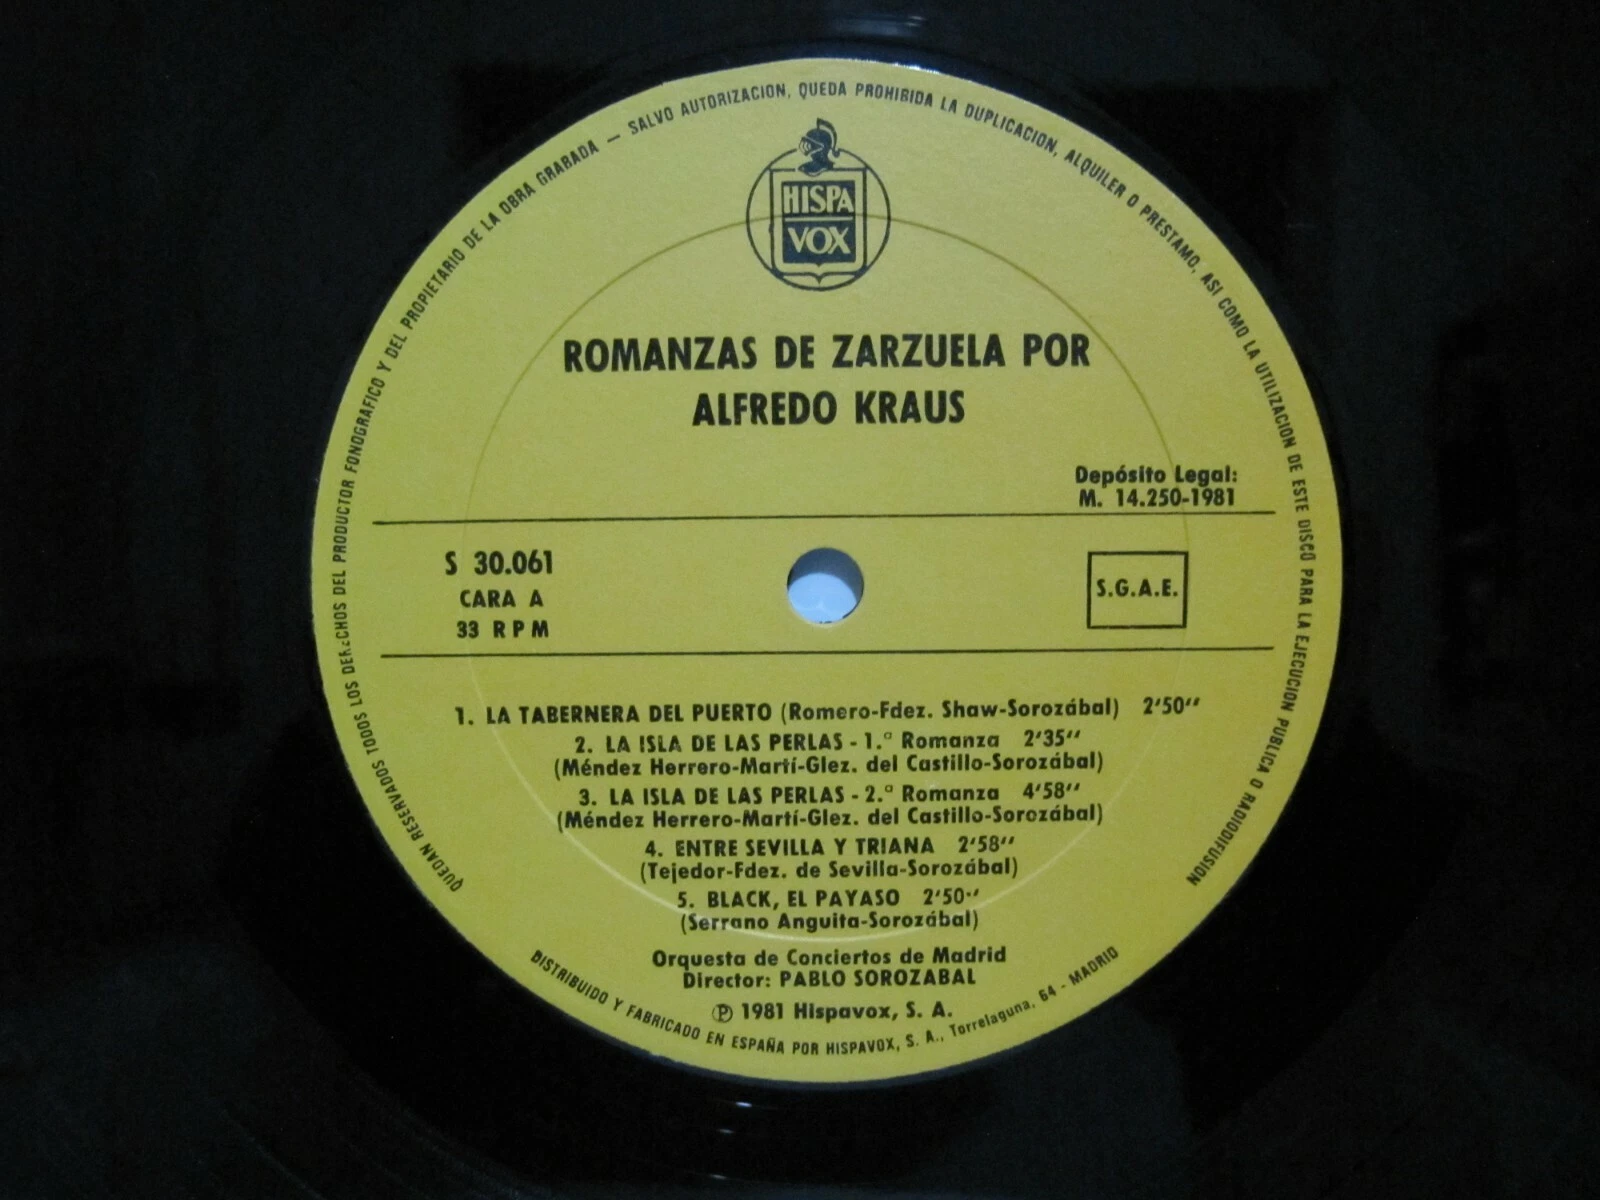 QUEDAN RESERVADOS TODOS LOS DERECHOS DEL PRODUCTOR FONOGRAFICO Y DEL PROPIETARIO DE LA OBRA GRABADA — SALVO AUTORIZACION, QUEDA PROHIBIDA LA DUPLICACION, ALQUILER O PRESTAMO, ASI COMO LA UTILIZACION DE ESTE DISCO PARA LA EJECUCION PUBLICA O RADIODIFUSION
HISPA
VOX
ROMANZAS DE ZARZUELA POR
ALFREDO KRAUS
Depósito Legal:
M. 14.250-1981
S 30.061
CARA A
33 RPM
S.G.A.E.
1. LA TABERNERA DEL PUERTO (Romero-Fdez. Shaw-Sorozábal) 2'50''
2. LA ISLA DE LAS PERLAS - 1.ª Romanza 2'35''
(Méndez Herrero-Martí-Glez. del Castillo-Sorozábal)
3. LA ISLA DE LAS PERLAS - 2.ª Romanza 4'58''
(Méndez Herrero-Martí-Glez. del Castillo-Sorozábal)
4. ENTRE SEVILLA Y TRIANA 2'58''
(Tejedor-Fdez. de Sevilla-Sorozábal)
5. BLACK, EL PAYASO 2'50''
(Serrano Anguita-Sorozábal)
Orquesta de Conciertos de Madrid
Director: PABLO SOROZABAL
℗ 1981 Hispavox, S. A.
DISTRIBUIDO Y FABRICADO EN ESPAÑA POR HISPAVOX, S. A., Torrelaguna, 64 - MADRID